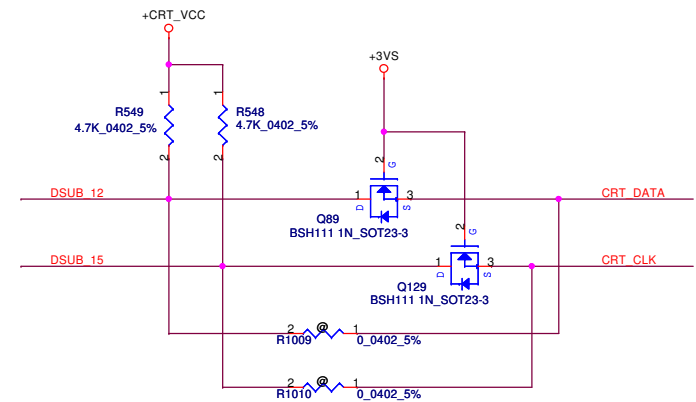 +CRT_VCC
+3VS
1
1
R549
4.7K_0402_5%
R548
4.7K_0402_5%
2
2
2
G
DSUB_12
1
3
CRT_DATA
D
S
Q89
BSH111 1N_SOT23-3
2
G
DSUB_15
1
3
CRT_CLK
D
S
Q129
BSH111 1N_SOT23-3
2
@
1
R1009
0_0402_5%
2
@
1
R1010
0_0402_5%